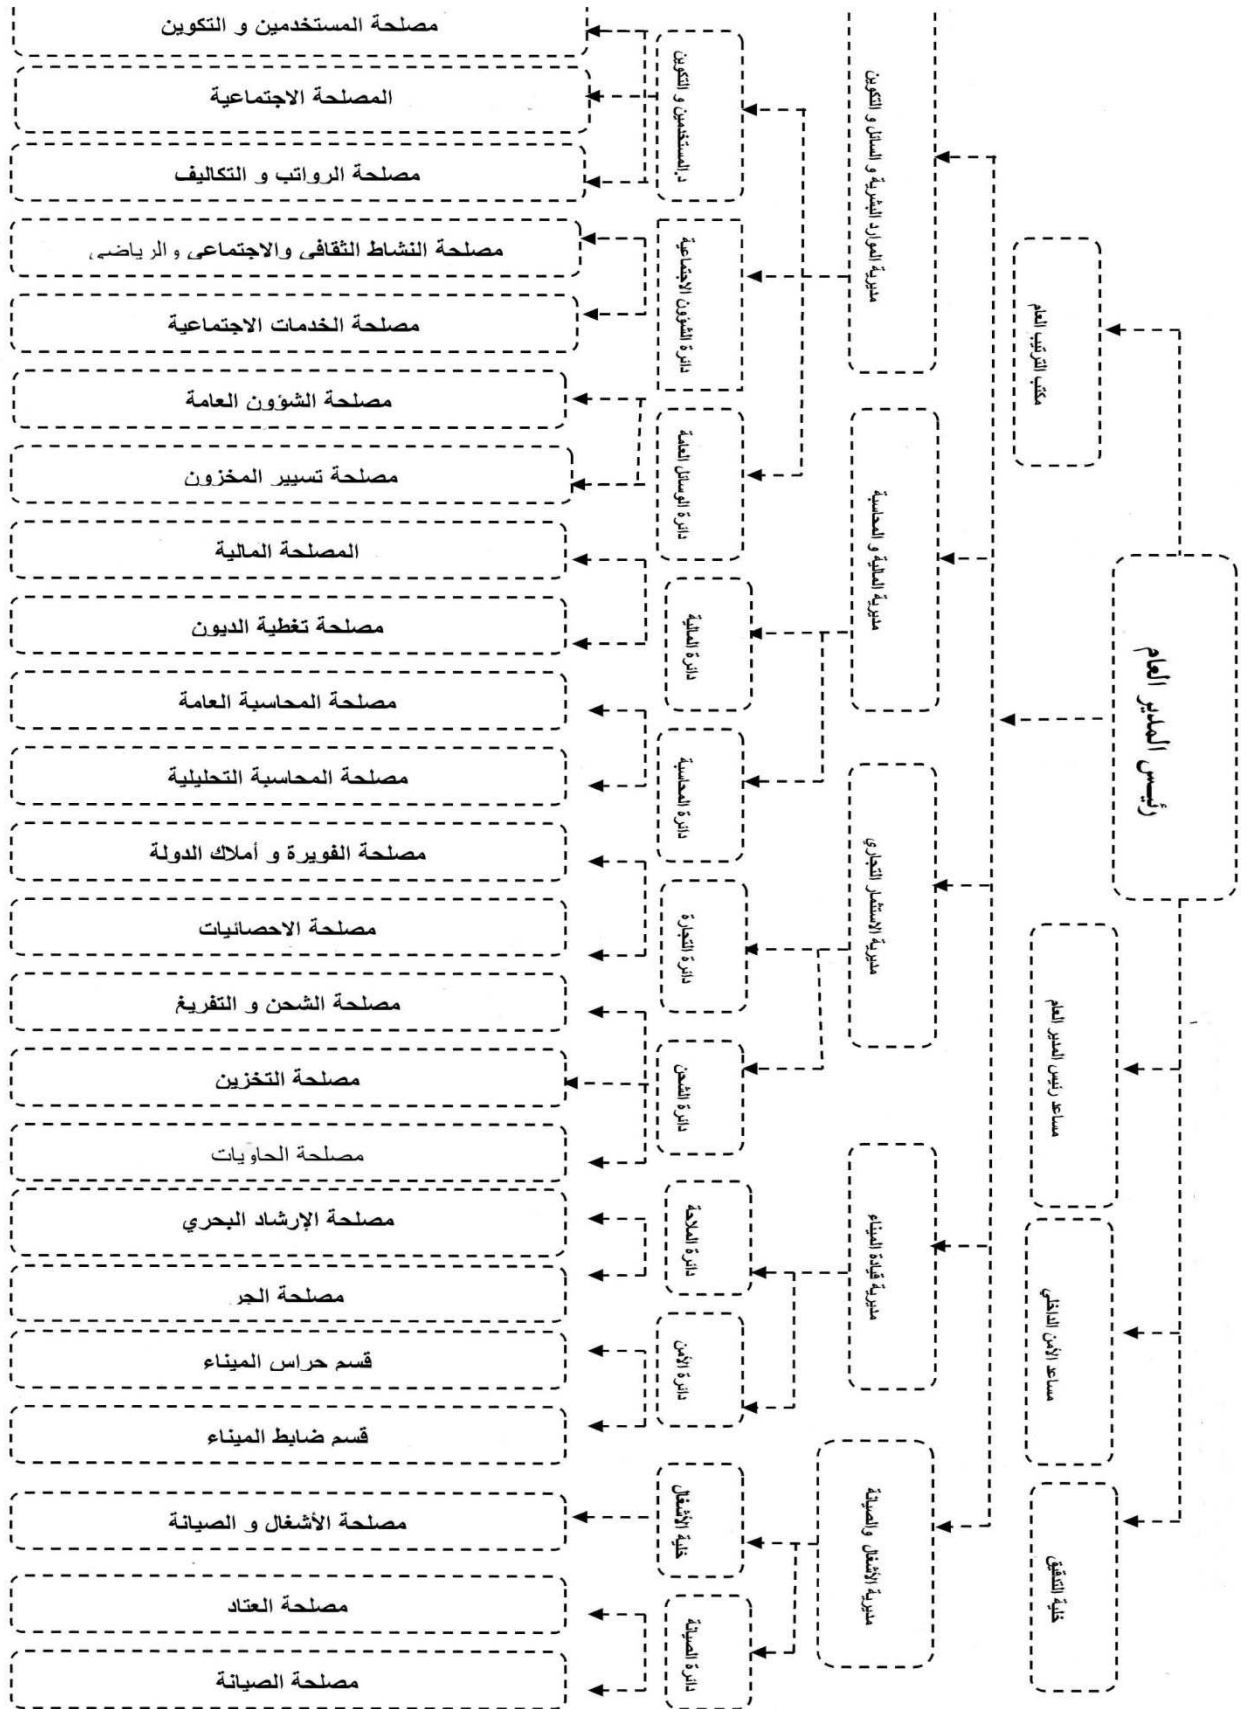 رئيس المدير العام
مكتب الترتيب العام
مساعد رئيس المدير العام
مساعد الأمن الداخلي
خلية التدقيق
مديرية الموارد البشرية و السائل و التكوين
مديرية المالية و المحاسبة
مديرية الاستثمار التجاري
مديرية قيادة الميناء
مديرية الأشغال والصيانة
د.المستخدمين و التكوين
دائرة الشؤون الاجتماعية
دائرة الوسائل العامة
دائرة المالية
دائرة المحاسبة
دائرة التجارة
دائرة الشحن
دائرة الملاحة
دائرة الأمن
خلية الأشغال
دائرة الصيانة
مصلحة المستخدمين و التكوين
المصلحة الاجتماعية
مصلحة الرواتب و التكاليف
مصلحة النشاط الثقافي والاجتماعي والرياضي
مصلحة الخدمات الاجتماعية
مصلحة الشؤون العامة
مصلحة تسيير المخزون
المصلحة المالية
مصلحة تغطية الديون
مصلحة المحاسبة العامة
مصلحة المحاسبة التحليلية
مصلحة الفويرة و أملاك الدولة
مصلحة الاحصائيات
مصلحة الشحن و التفريغ
مصلحة التخزين
مصلحة الحاويات
مصلحة الإرشاد البحري
مصلحة الجر
قسم حراس الميناء
قسم ضابط الميناء
مصلحة الأشغال و الصيانة
مصلحة العتاد
مصلحة الصيانة